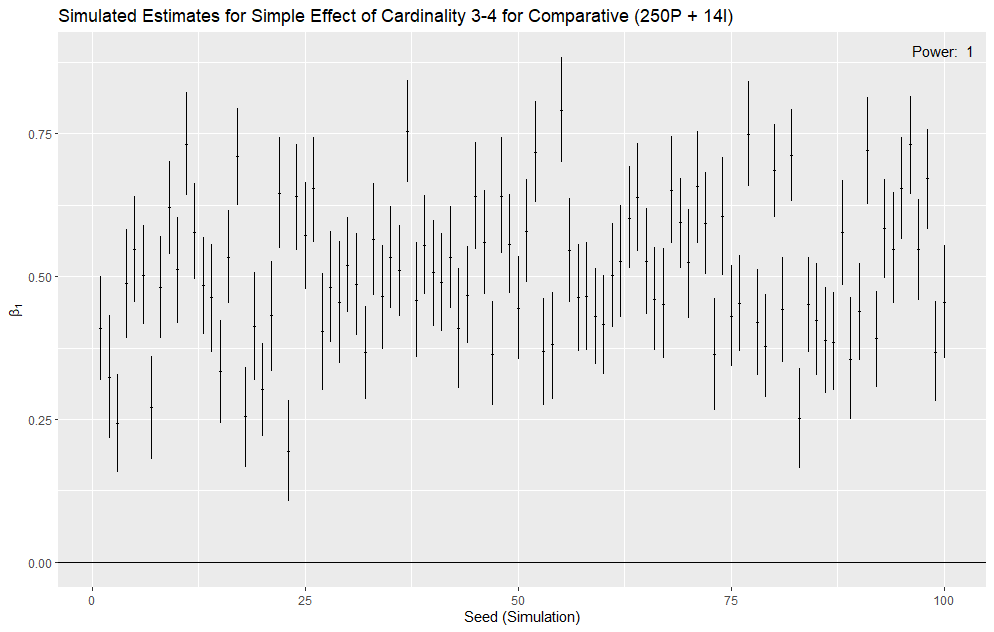 Simulated Estimates for Simple Effect of Cardinality 3-4 for Comparative (250P + 14I)
Power:  1
0.75
0.50
β₁
0.25
0.00
0
25
50
75
100
Seed (Simulation)